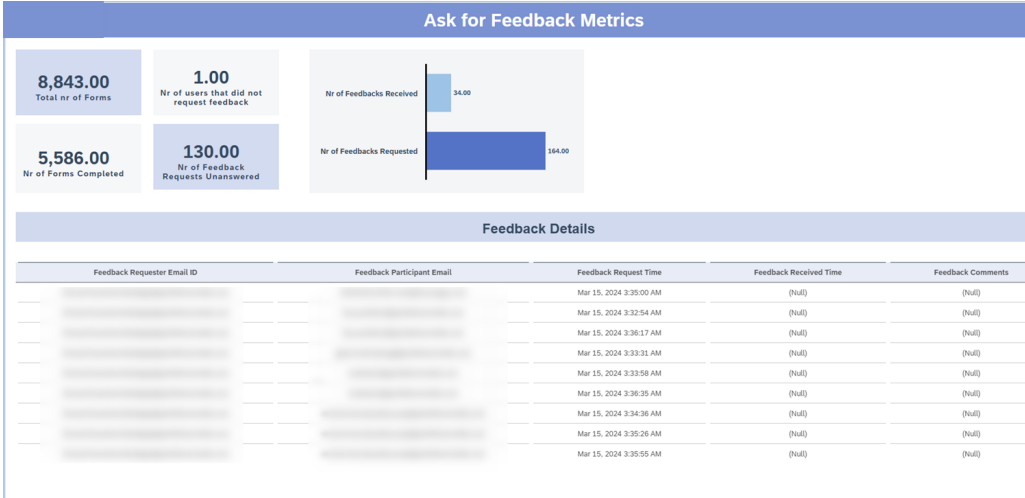 Ask for Feedback Metrics
8,843.00
Total nr of Forms
1.00
Nr of users that did not
request feedback
5,586.00
Nr of Forms Completed
130.00
Nr of Feedback
Requests Unanswered
Nr of Feedbacks Received 34.00
Nr of Feedbacks Requested 164.00
Feedback Details
Feedback Requester Email ID Feedback Participant Email Feedback Request Time Feedback Received Time Feedback Comments
Mar 15, 2024 3:35:00 AM (Null) (Null)
Mar 15, 2024 3:32:54 AM (Null) (Null)
Mar 15, 2024 3:36:17 AM (Null) (Null)
Mar 15, 2024 3:33:31 AM (Null) (Null)
Mar 15, 2024 3:33:58 AM (Null) (Null)
Mar 15, 2024 3:36:35 AM (Null) (Null)
Mar 15, 2024 3:34:36 AM (Null) (Null)
Mar 15, 2024 3:35:26 AM (Null) (Null)
Mar 15, 2024 3:35:55 AM (Null) (Null)